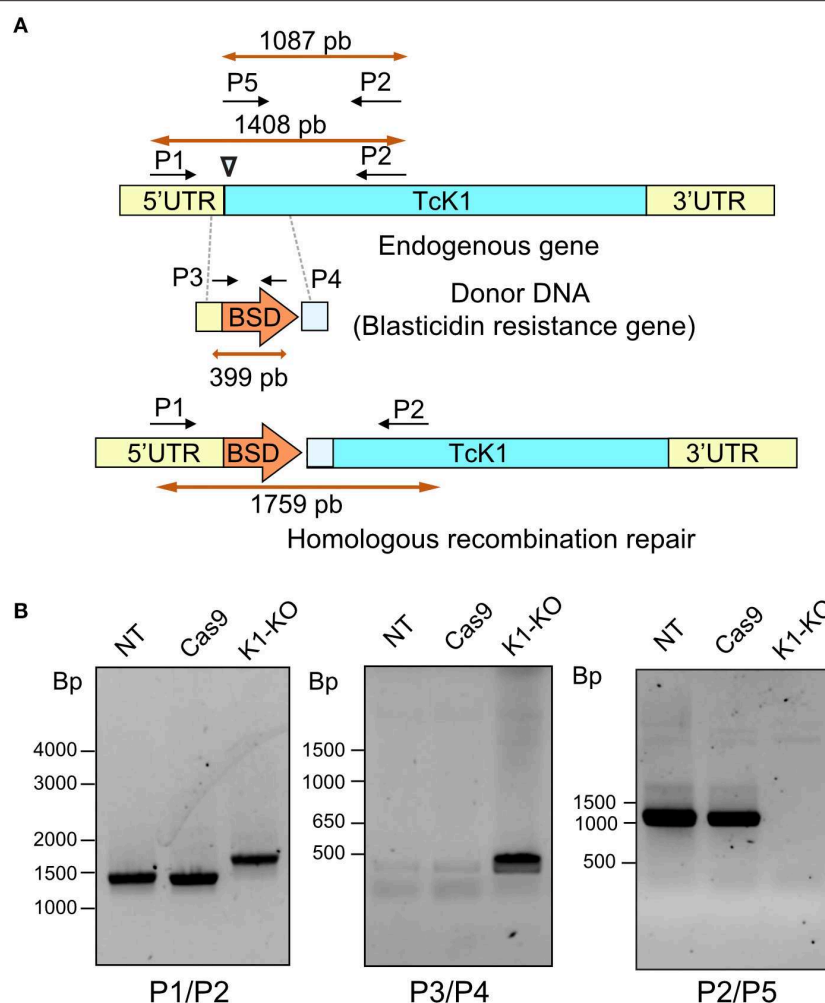 A
1087 pb
P5 P2
1408 pb
P1 P2
5'UTR TcK1 3'UTR
Endogenous gene
P3 P4
BSD
Donor DNA
(Blasticidin resistance gene)
399 pb
P1 P2
5'UTR BSD TcK1 3'UTR
1759 pb
Homologous recombination repair
B
NT Cas9 K1-KO
Bp
4000
3000
2000
1500
1000
P1/P2
NT Cas9 K1-KO
Bp
1500
1000
650
500
P3/P4
NT Cas9 K1-KO
Bp
1500
1000
500
P2/P5